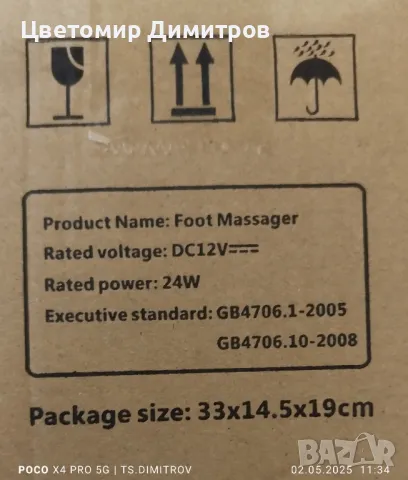 Цветомир Димитров
Product Name: Foot Massager
Rated voltage: DC12V⎓
Rated power: 24W
Executive standard: GB4706.1-2005
GB4706.10-2008
Package size: 33x14.5x19cm
BAZAR
POCO X4 PRO 5G | TS.DIMITROV
02.05.2025 11:34